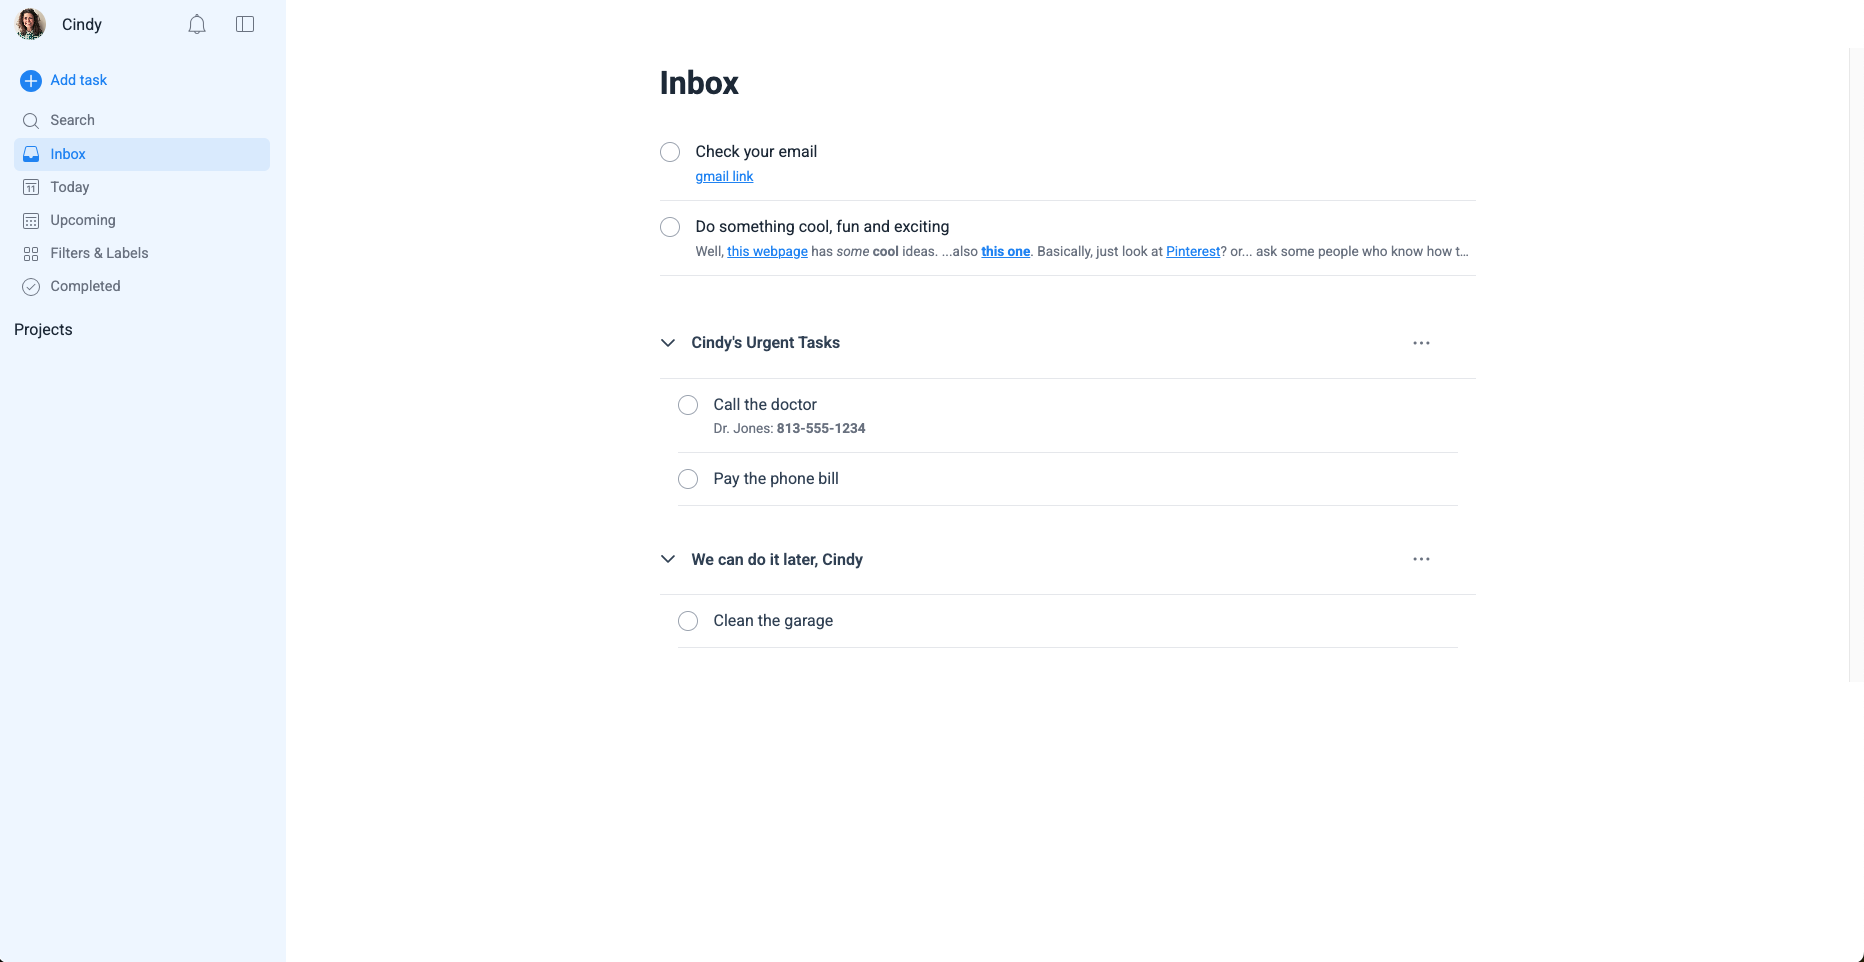 Cindy
Add task
Search
Inbox
11
Today
Upcoming
Filters & Labels
Completed
Projects
Inbox
Check your email
gmail link
Do something cool, fun and exciting
Well, this webpage has some cool ideas. ...also this one. Basically, just look at Pinterest? or... ask some people who know how t...
Cindy's Urgent Tasks
Call the doctor
Dr. Jones: 813-555-1234
Pay the phone bill
We can do it later, Cindy
Clean the garage